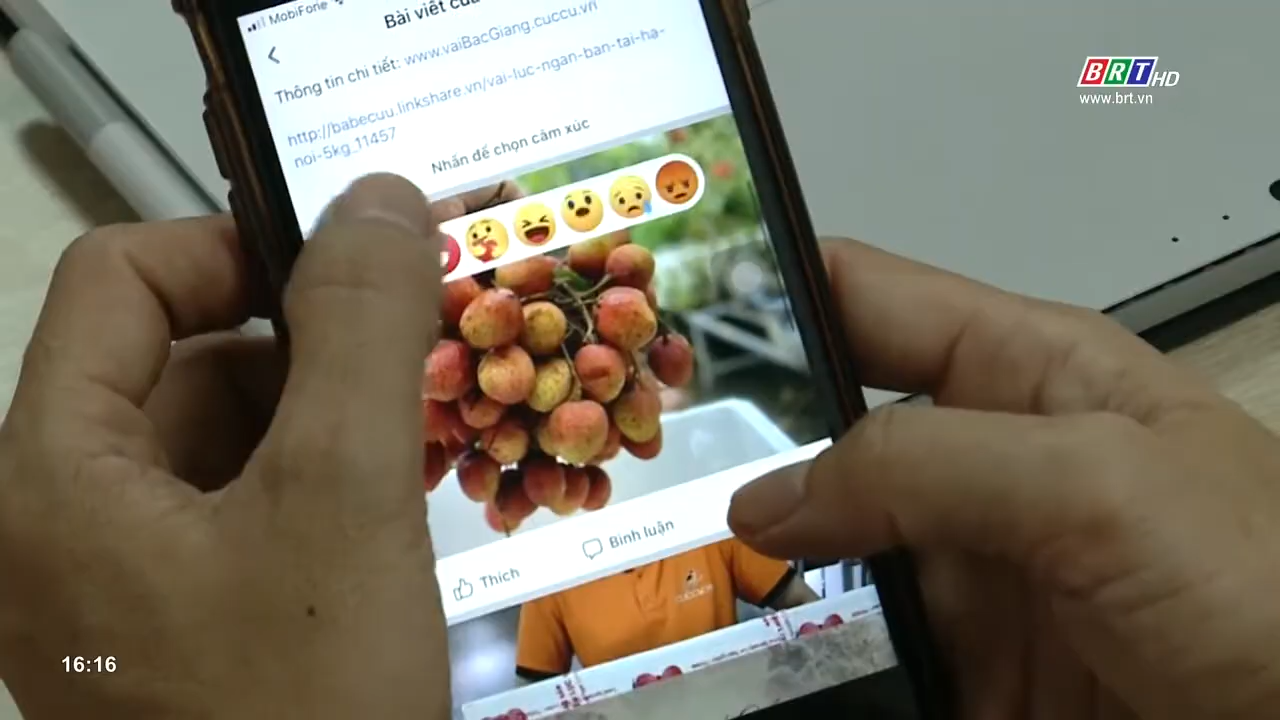 MobiFone
Bài viết của
Thông tin chi tiết: www.vaiBacGiang.cuccu.vn
http://babecuu.linkshare.vn/vai-luc-ngan-ban-tai-ha-
noi-5kg_11457
Nhấn để chọn cảm xúc
Thích
Bình luận
BRT HD
www.brt.vn
16:16